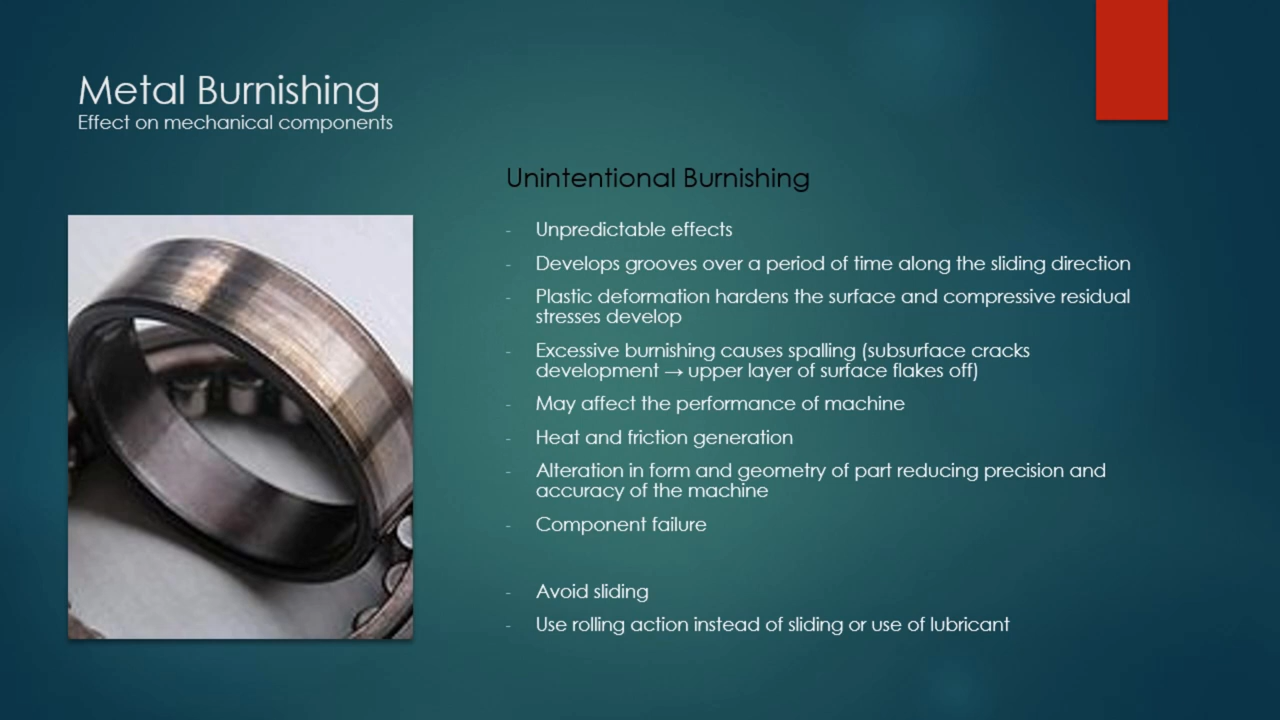 Metal Burnishing
Effect on mechanical components
Unintentional Burnishing
- Unpredictable effects
- Develops grooves over a period of time along the sliding direction
- Plastic deformation hardens the surface and compressive residual
stresses develop
- Excessive burnishing causes spalling (subsurface cracks
development → upper layer of surface flakes off)
- May affect the performance of machine
- Heat and friction generation
- Alteration in form and geometry of part reducing precision and
accuracy of the machine
- Component failure
- Avoid sliding
- Use rolling action instead of sliding or use of lubricant